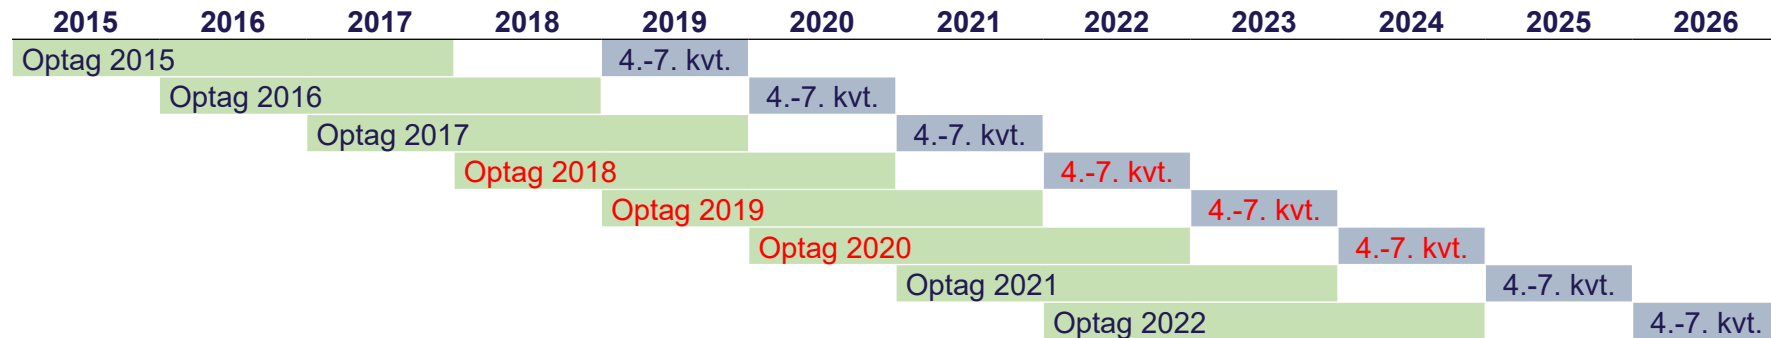 2015 2016 2017 2018 2019 2020 2021 2022 2023 2024 2025 2026
Optag 2015 4.-7. kvt.
Optag 2016 4.-7. kvt.
Optag 2017 4.-7. kvt.
Optag 2018 4.-7. kvt.
Optag 2019 4.-7. kvt.
Optag 2020 4.-7. kvt.
Optag 2021 4.-7. kvt.
Optag 2022 4.-7. kvt.